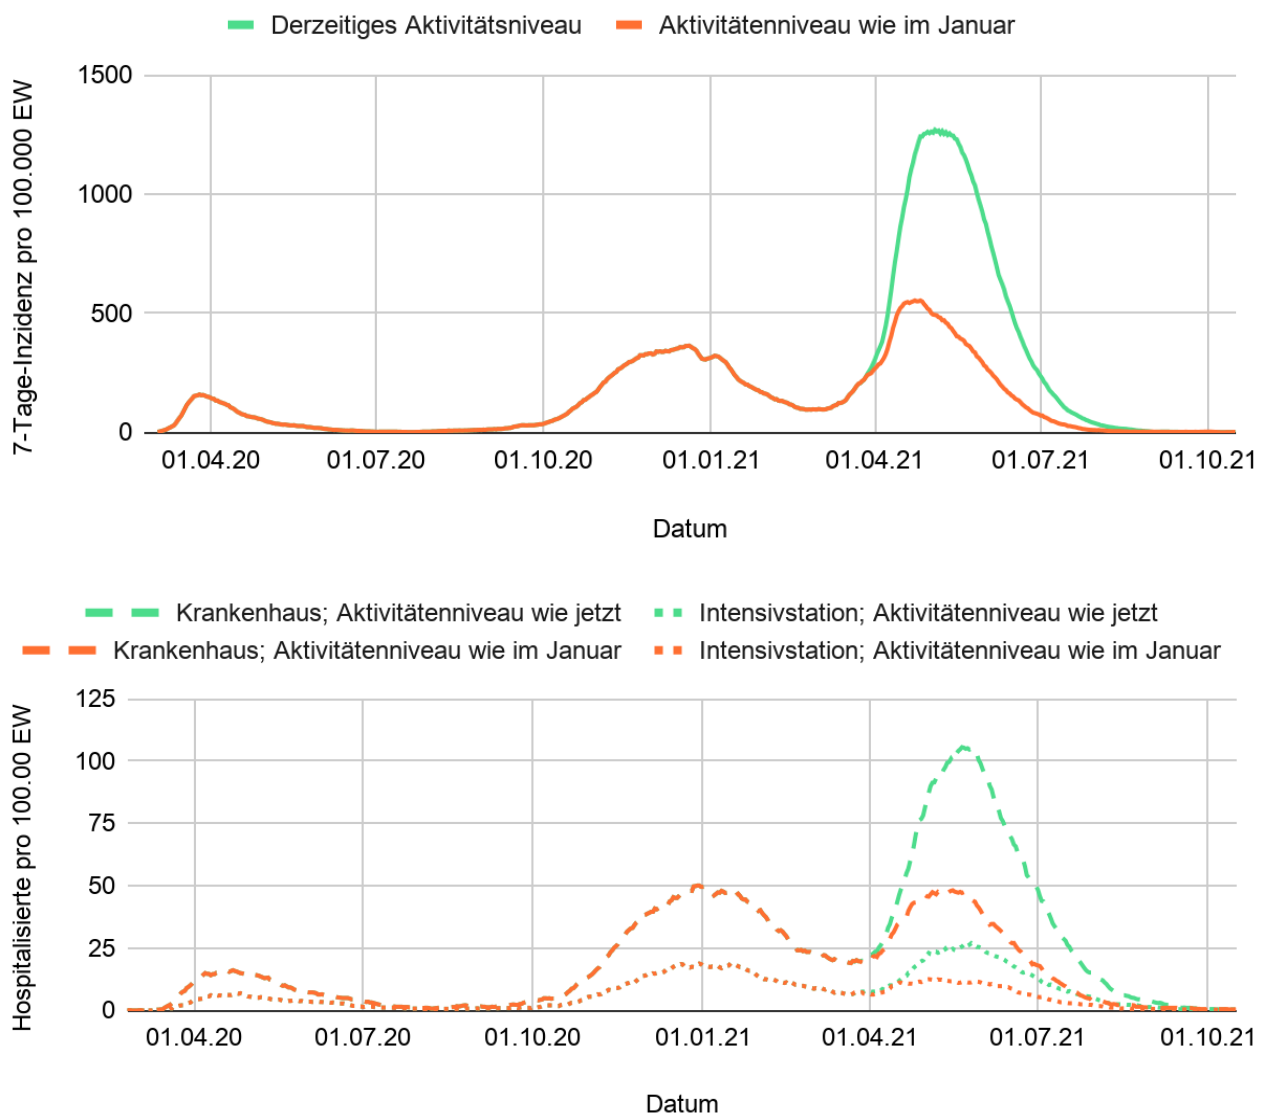 Derzeitiges Aktivitätsniveau Aktivitätenniveau wie im Januar
7-Tage-Inzidenz pro 100.000 EW
1500
1000
500
0
01.04.20 01.07.20 01.10.20 01.01.21 01.04.21 01.07.21 01.10.21
Datum
Krankenhaus; Aktivitätenniveau wie jetzt Intensivstation; Aktivitätenniveau wie jetzt
Krankenhaus; Aktivitätenniveau wie im Januar Intensivstation; Aktivitätenniveau wie im Januar
Hospitalisierte pro 100.00 EW
125
100
75
50
25
0
01.04.20 01.07.20 01.10.20 01.01.21 01.04.21 01.07.21 01.10.21
Datum